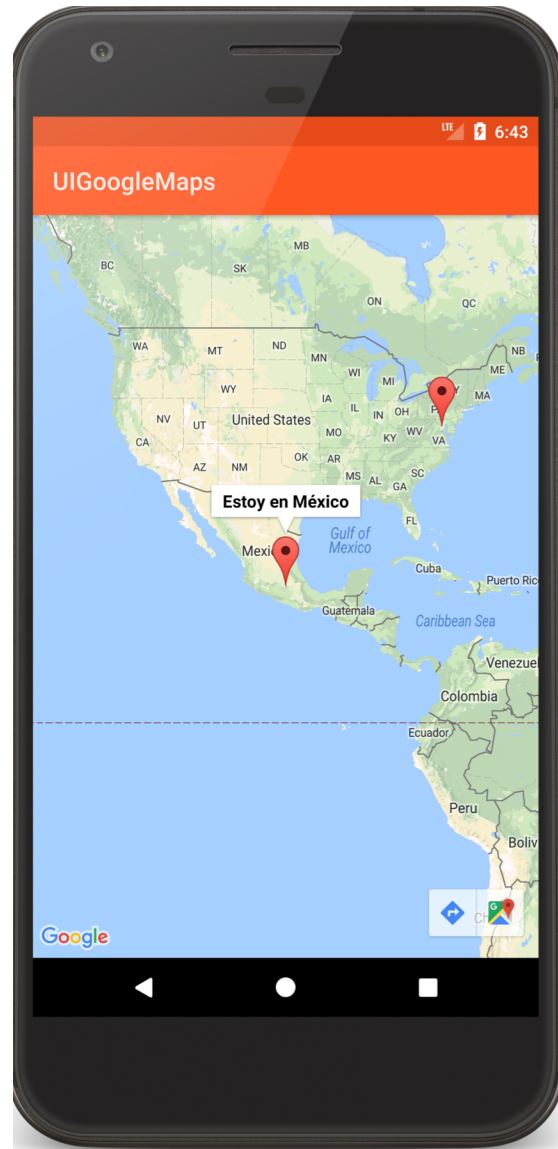 LTE 6:43
UIGoogleMaps
MB
BC
SK
ON
QC
WA
MT
ND
NB
MN
ME
WI
MI
WY
MA
IA
IL
IN
OH
NV
UT
United States
MO
KY
WV
VA
CA
OK
AR
AZ
NM
SC
MS
AL
GA
Estoy en México
FL
Gulf of
Mexico
Mexi
Cuba
Puerto Ric
Guatemala
Caribbean Sea
Venezuel
Colombia
Ecuador
Peru
Boliv
Ch
G
Google